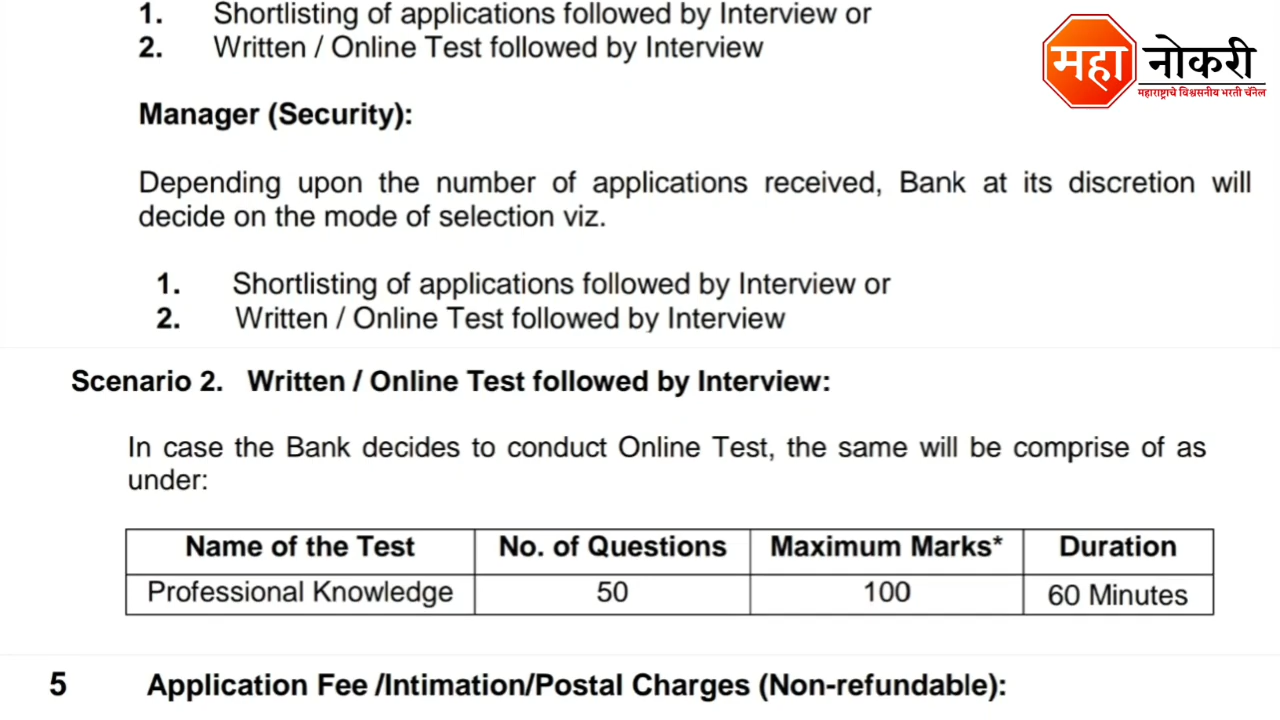 1. Shortlisting of applications followed by Interview or
2. Written / Online Test followed by Interview
महा नोकरी
महाराष्ट्राचे विश्वसनीय भरती चॅनेल
Manager (Security):
Depending upon the number of applications received, Bank at its discretion will
decide on the mode of selection viz.
1. Shortlisting of applications followed by Interview or
2. Written / Online Test followed by Interview
Scenario 2. Written / Online Test followed by Interview:
In case the Bank decides to conduct Online Test, the same will be comprise of as
under:
Name of the Test No. of Questions Maximum Marks* Duration
Professional Knowledge 50 100 60 Minutes
5 Application Fee /Intimation/Postal Charges (Non-refundable):